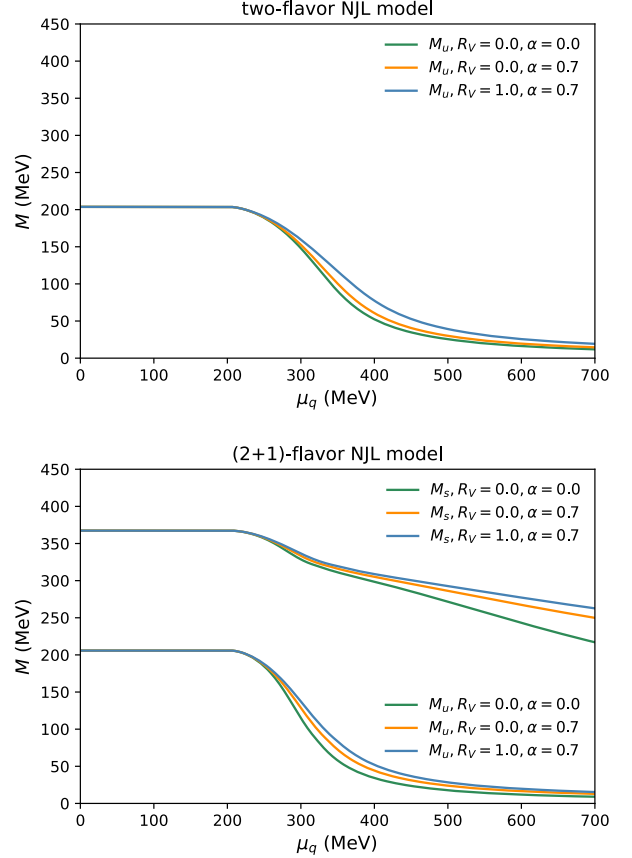 two-flavor NJL model
450
400
350
300
250
200
150
100
50
0
M (MeV)
M_u, R_V = 0.0, α = 0.0
M_u, R_V = 0.0, α = 0.7
M_u, R_V = 1.0, α = 0.7
0 100 200 300 400 500 600 700
μ_q (MeV)
(2+1)-flavor NJL model
450
400
350
300
250
200
150
100
50
0
M (MeV)
M_s, R_V = 0.0, α = 0.0
M_s, R_V = 0.0, α = 0.7
M_s, R_V = 1.0, α = 0.7
M_u, R_V = 0.0, α = 0.0
M_u, R_V = 0.0, α = 0.7
M_u, R_V = 1.0, α = 0.7
0 100 200 300 400 500 600 700
μ_q (MeV)